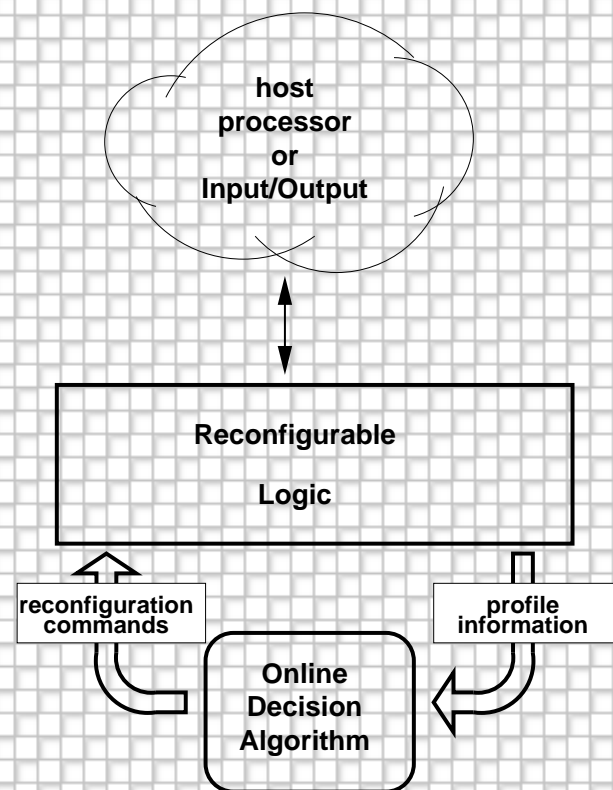 host
processor
or
Input/Output
Reconfigurable
Logic
reconfiguration
commands
profile
information
Online
Decision
Algorithm